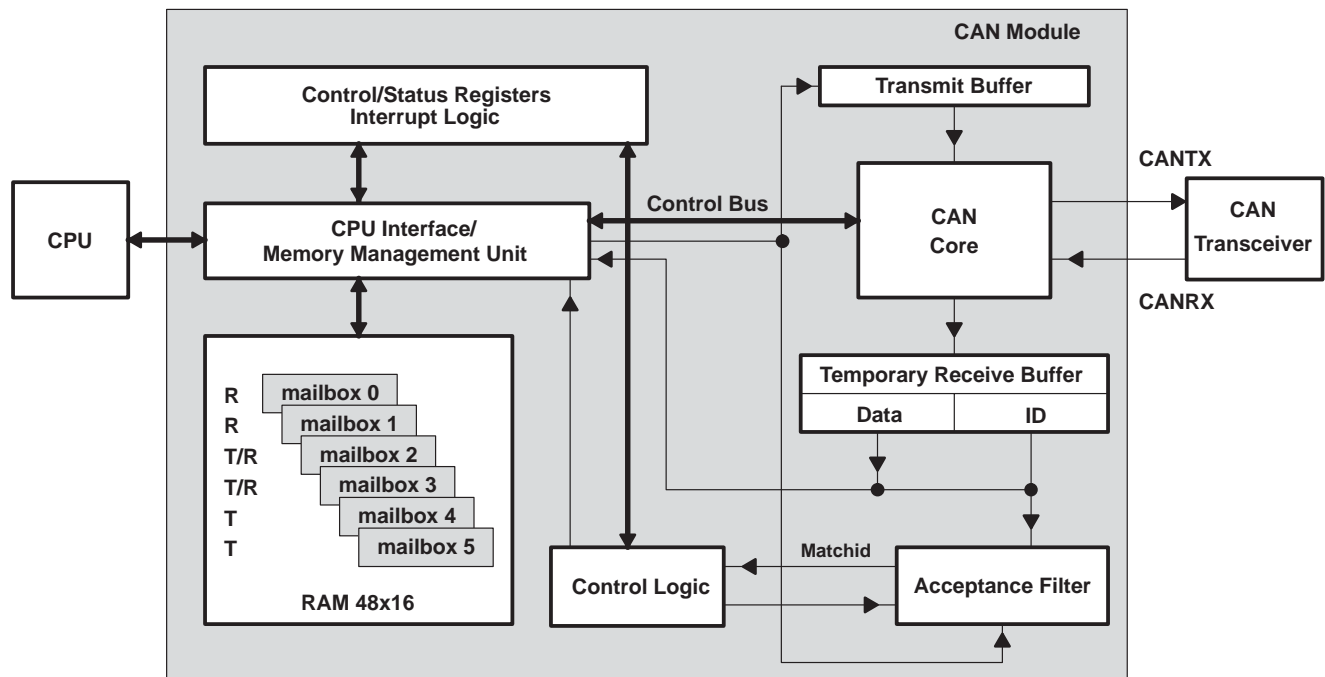 CAN Module
Control/Status Registers
Interrupt Logic
Transmit Buffer
CANTX
CPU
CPU Interface/
Memory Management Unit
Control Bus
CAN
Core
CAN
Transceiver
CANRX
R mailbox 0
R mailbox 1
T/R mailbox 2
T/R mailbox 3
T mailbox 4
T mailbox 5
RAM 48x16
Temporary Receive Buffer
Data ID
Control Logic
Matchid
Acceptance Filter